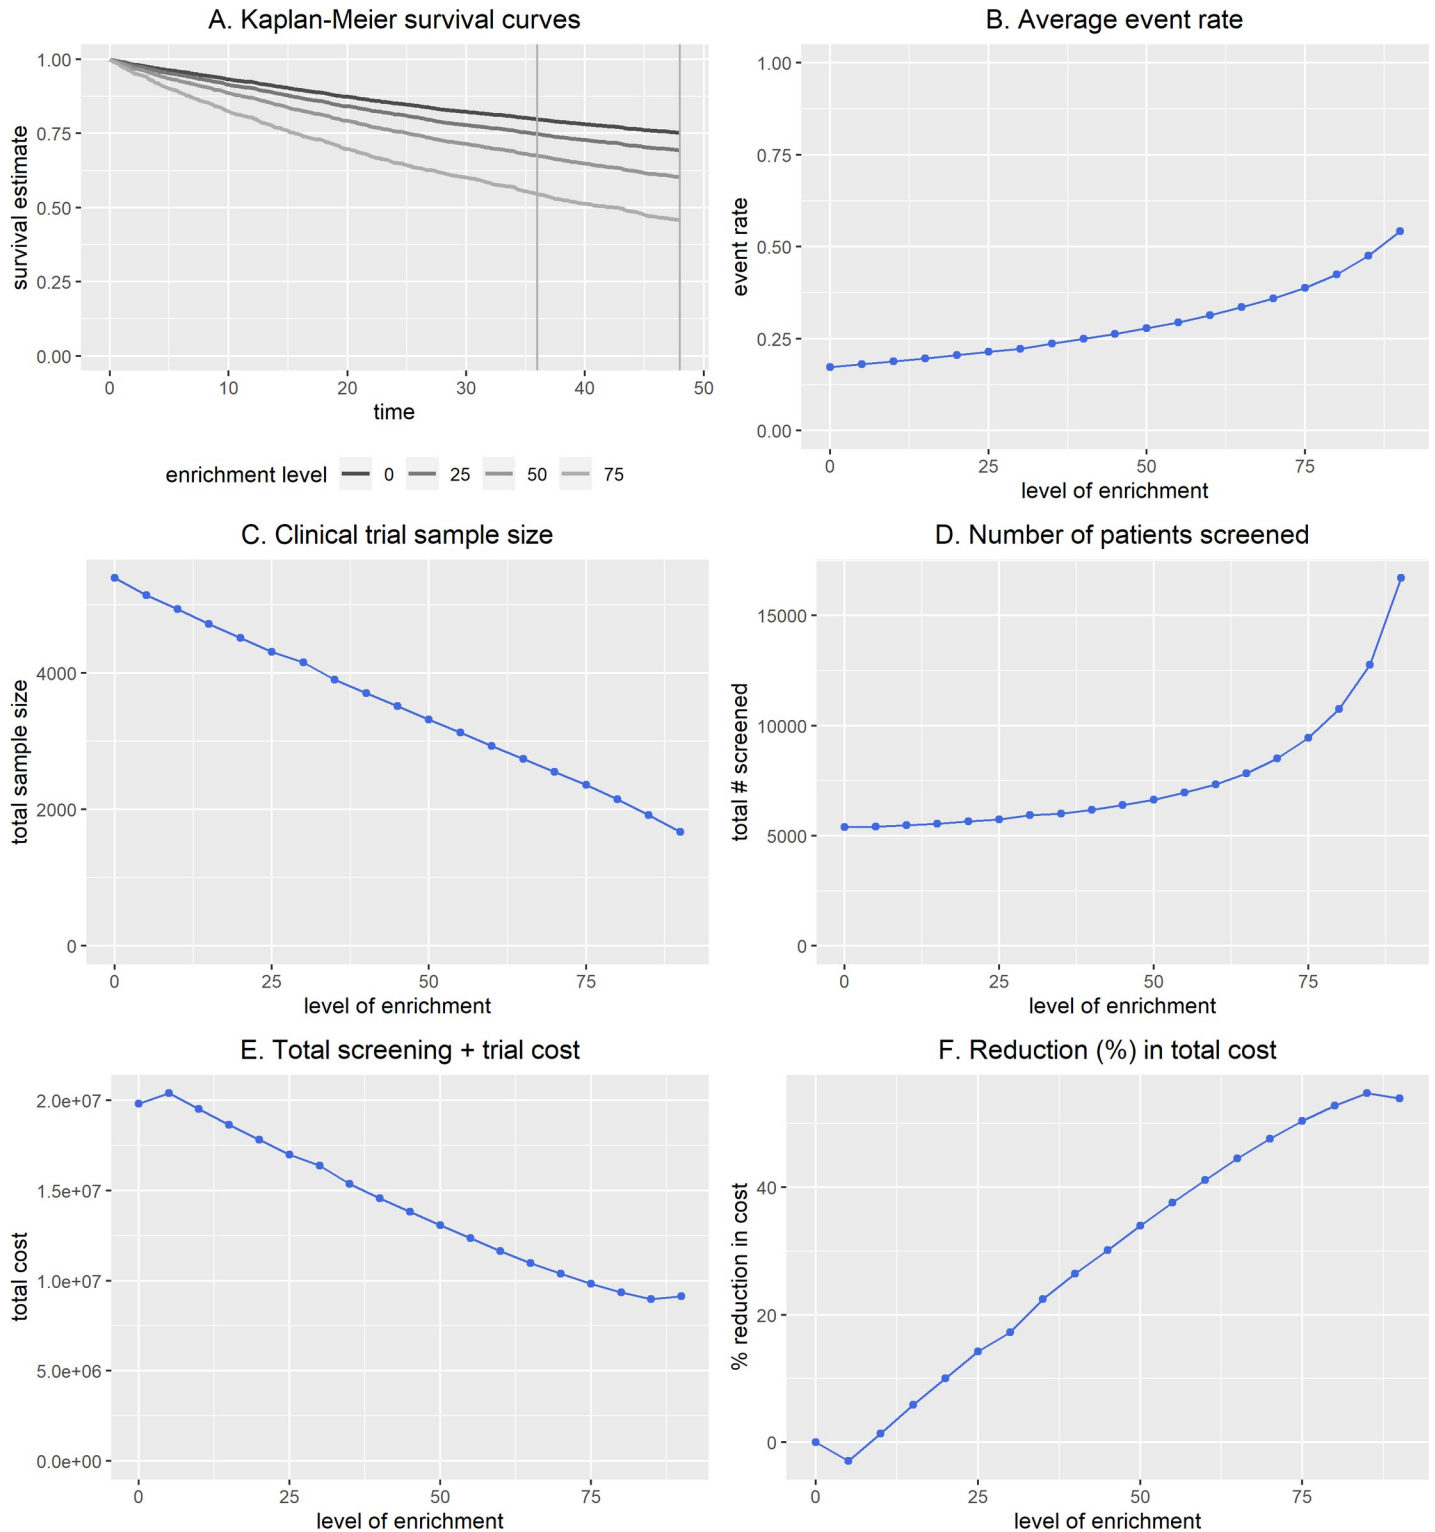 A. Kaplan-Meier survival curves
1.00
0.75
0.50
0.25
0.00
survival estimate
0 10 20 30 40 50
time
enrichment level 0 25 50 75
B. Average event rate
1.00
0.75
0.50
0.25
0.00
event rate
0 25 50 75
level of enrichment
C. Clinical trial sample size
4000
2000
0
total sample size
0 25 50 75
level of enrichment
D. Number of patients screened
15000
10000
5000
0
total # screened
0 25 50 75
level of enrichment
E. Total screening + trial cost
2.0e+07
1.5e+07
1.0e+07
5.0e+06
0.0e+00
total cost
0 25 50 75
level of enrichment
F. Reduction (%) in total cost
40
20
0
% reduction in cost
0 25 50 75
level of enrichment